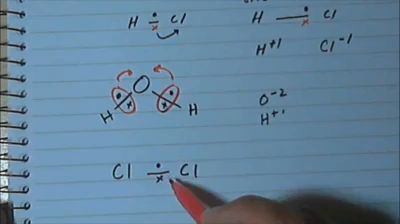 H Cl
H Cl
H+1 Cl-1
O
H H
O-2
H+1
Cl x Cl